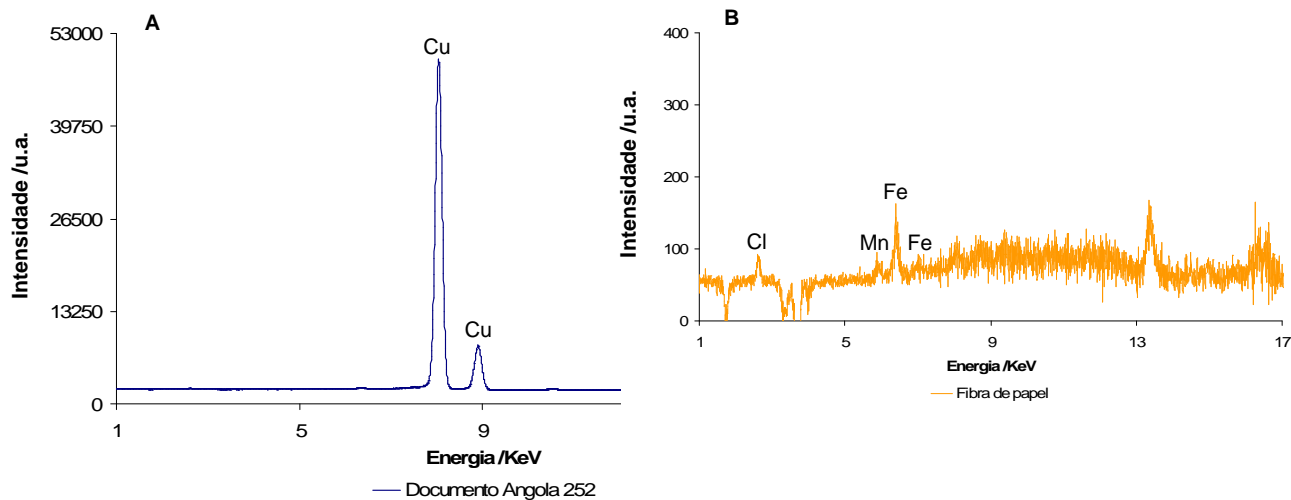 A
53000
39750
26500
13250
0
Intensidade /u.a.
Cu
Cu
1 5 9
Energia /KeV
Documento Angola 252
B
400
300
200
100
0
Intensidade /u.a.
Cl
Mn
Fe
Fe
1 5 9 13 17
Energia /KeV
Fibra de papel